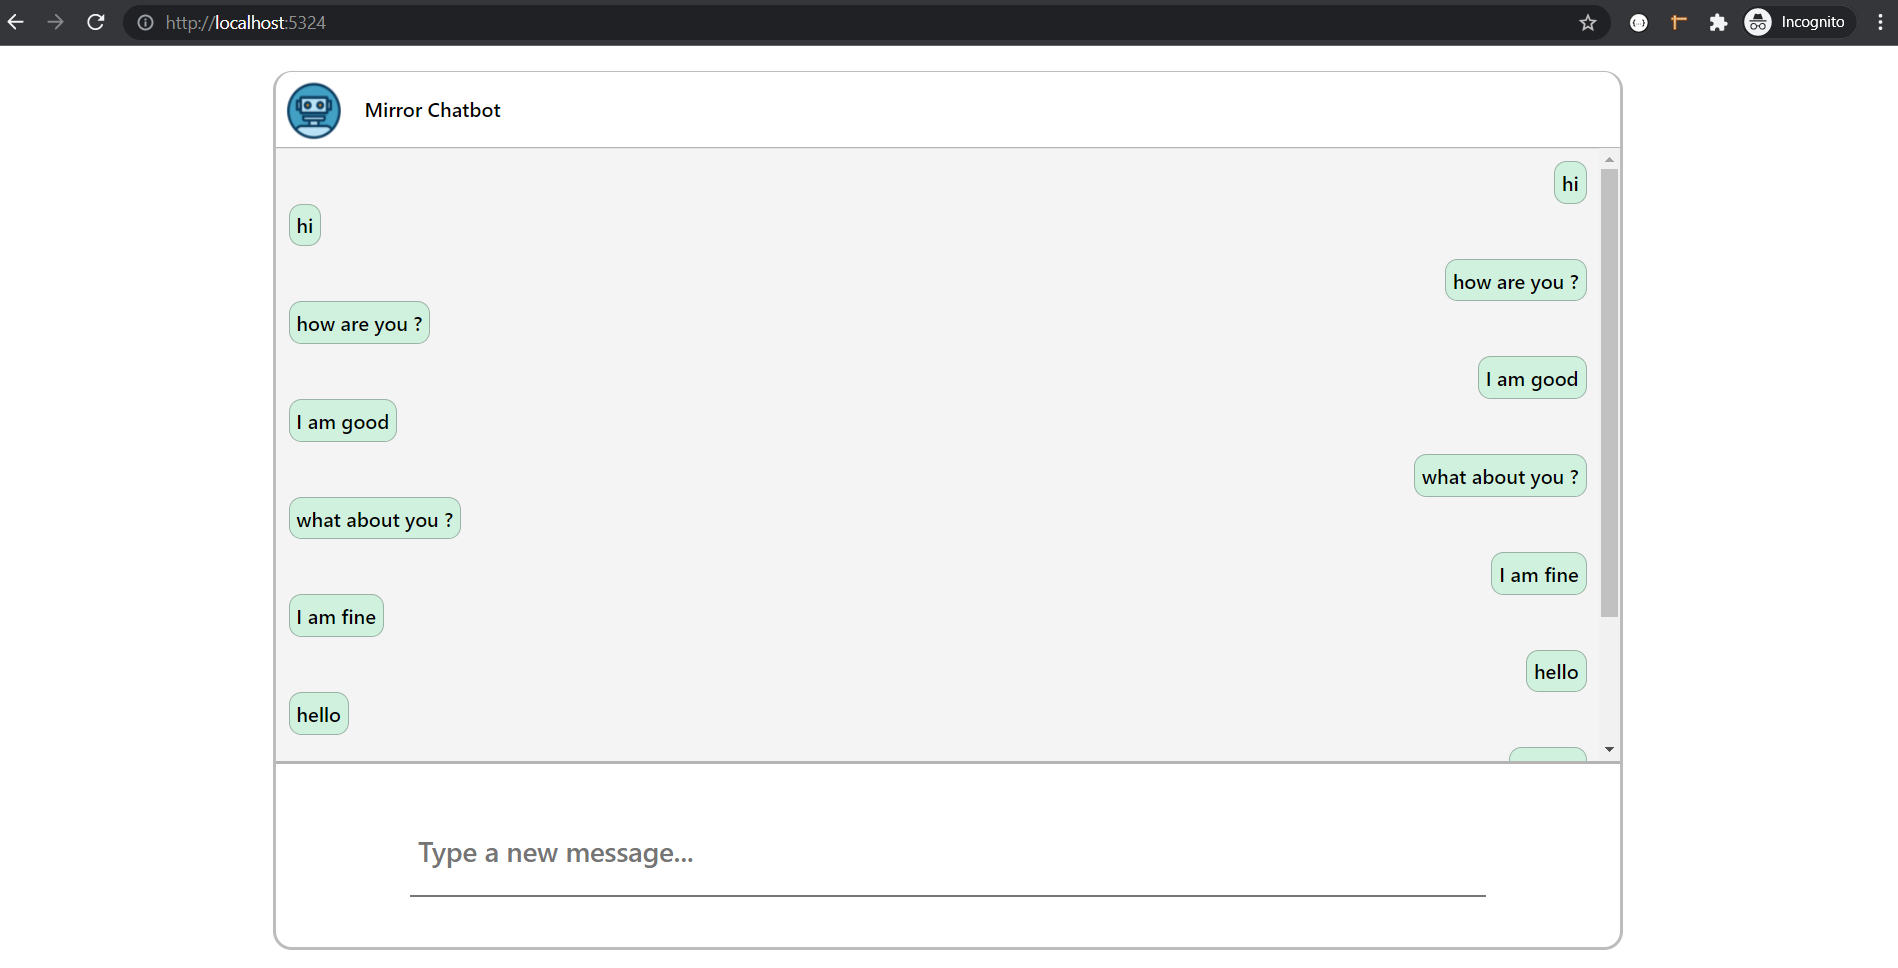 http://localhost:5324
Incognito
Mirror Chatbot
hi
hi
how are you ?
how are you ?
I am good
I am good
what about you ?
what about you ?
I am fine
I am fine
hello
hello
Type a new message...